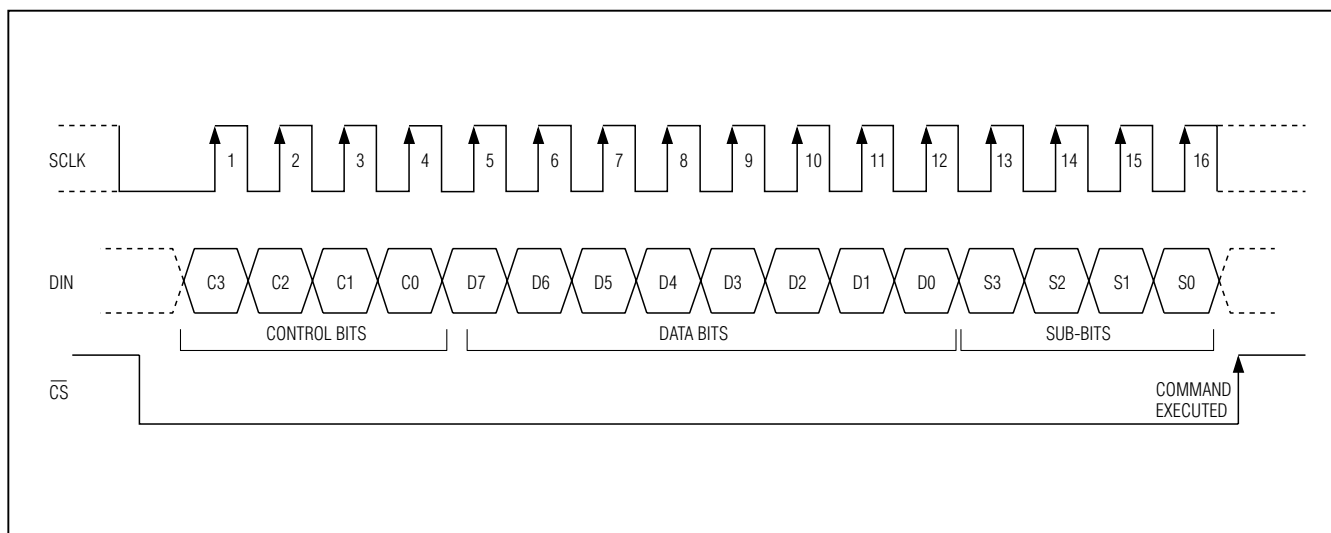 SCLK 1 2 3 4 5 6 7 8 9 10 11 12 13 14 15 16
DIN C3 C2 C1 C0 D7 D6 D5 D4 D3 D2 D1 D0 S3 S2 S1 S0
CONTROL BITS DATA BITS SUB-BITS
C̅S̅ COMMAND
EXECUTED